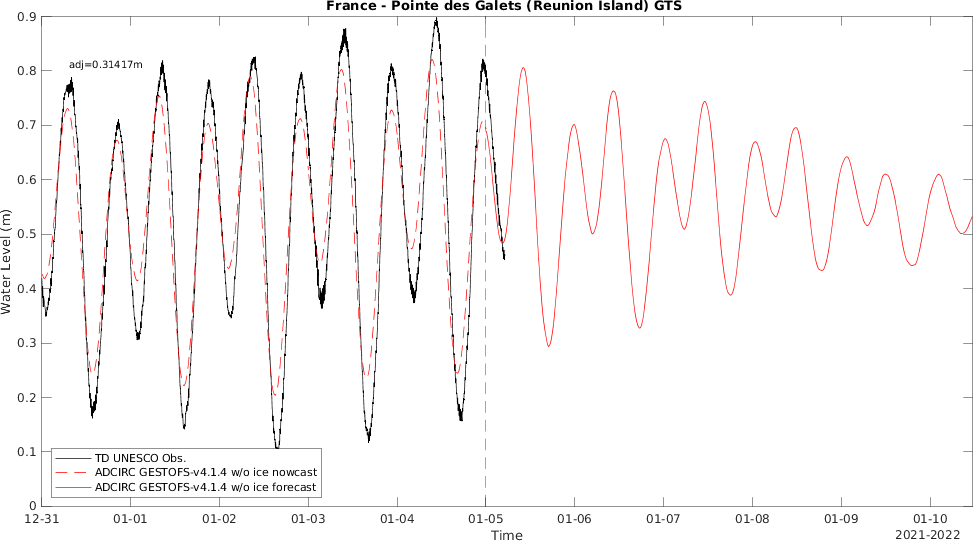 France - Pointe des Galets (Reunion Island) GTS
0.9
0.8
0.7
0.6
0.5
0.4
0.3
0.2
0.1
0
Water Level (m)
adj=0.31417m
TD UNESCO Obs.
ADCIRC GESTOFS-v4.1.4 w/o ice nowcast
ADCIRC GESTOFS-v4.1.4 w/o ice forecast
12-31 01-01 01-02 01-03 01-04 01-05 01-06 01-07 01-08 01-09 01-10
Time
2021-2022